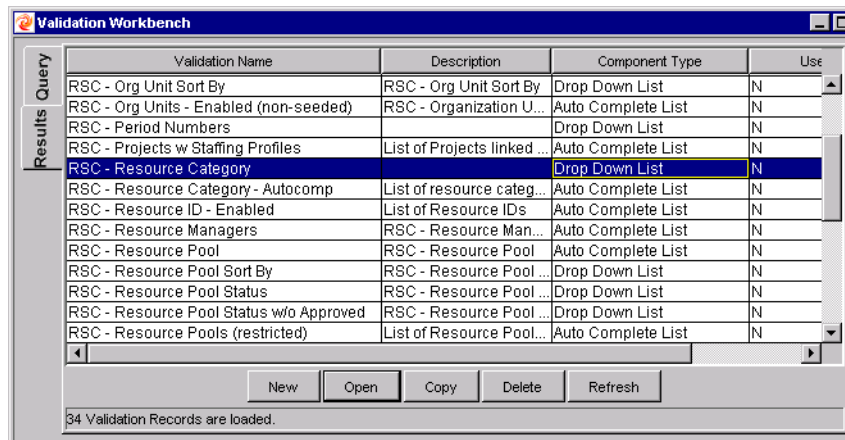 Validation Workbench
Query
Results
Validation Name Description Component Type Use
RSC - Org Unit Sort By RSC - Org Unit Sort By Drop Down List N
RSC - Org Units - Enabled (non-seeded) RSC - Organization U... Auto Complete List N
RSC - Period Numbers Drop Down List N
RSC - Projects w Staffing Profiles List of Projects linked ... Auto Complete List N
RSC - Resource Category Drop Down List N
RSC - Resource Category - Autocomp List of resource categ... Auto Complete List N
RSC - Resource ID - Enabled List of Resource IDs Auto Complete List N
RSC - Resource Managers RSC - Resource Man... Auto Complete List N
RSC - Resource Pool RSC - Resource Pool Auto Complete List N
RSC - Resource Pool Sort By RSC - Resource Pool ... Drop Down List N
RSC - Resource Pool Status RSC - Resource Pool ... Drop Down List N
RSC - Resource Pool Status w/o Approved RSC - Resource Pool ... Drop Down List N
RSC - Resource Pools (restricted) List of Resource Pool... Auto Complete List N
New Open Copy Delete Refresh
34 Validation Records are loaded.